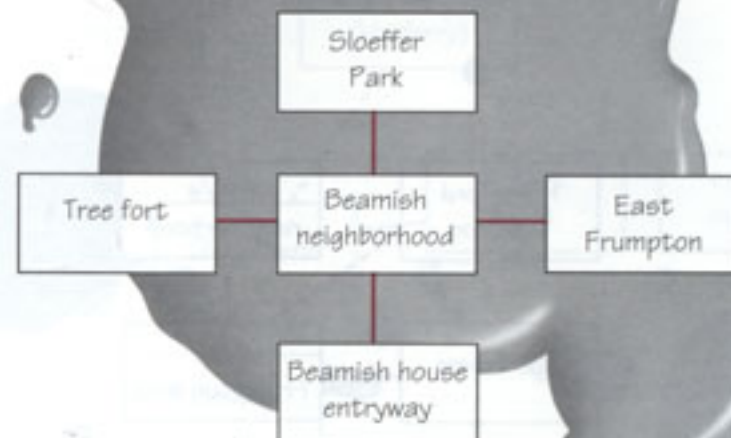 Sloeffer
Park
Tree fort
Beamish
neighborhood
East
Frumpton
Beamish house
entryway